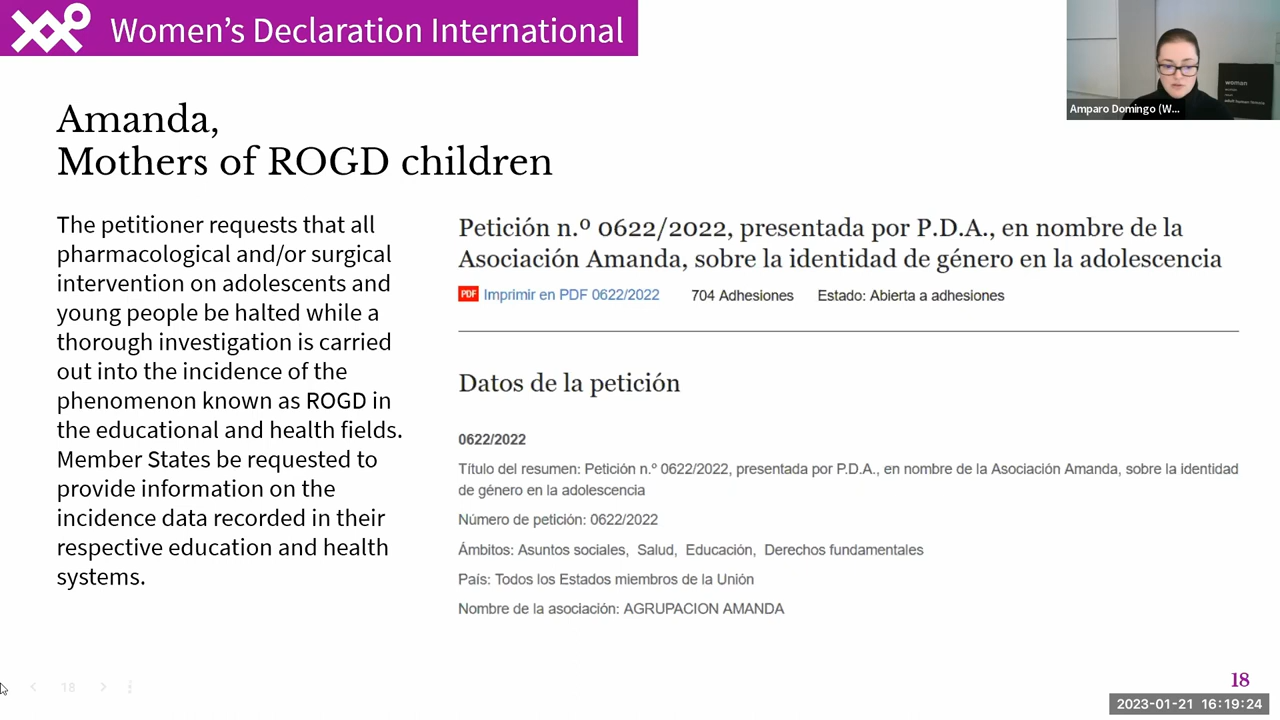 Women's Declaration International
Amparo Domingo (W...
woman
Amanda,
Mothers of ROGD children
The petitioner requests that all
pharmacological and/or surgical
intervention on adolescents and
young people be halted while a
thorough investigation is carried
out into the incidence of the
phenomenon known as ROGD in
the educational and health fields.
Member States be requested to
provide information on the
incidence data recorded in their
respective education and health
systems.
Petición n.º 0622/2022, presentada por P.D.A., en nombre de la
Asociación Amanda, sobre la identidad de género en la adolescencia
PDF Imprimir en PDF 0622/2022 704 Adhesiones Estado: Abierta a adhesiones
Datos de la petición
0622/2022
Título del resumen: Petición n.º 0622/2022, presentada por P.D.A., en nombre de la Asociación Amanda, sobre la identidad
de género en la adolescencia
Número de petición: 0622/2022
Ámbitos: Asuntos sociales, Salud, Educación, Derechos fundamentales
País: Todos los Estados miembros de la Unión
Nombre de la asociación: AGRUPACION AMANDA
18
18
2023-01-21 16:19:24